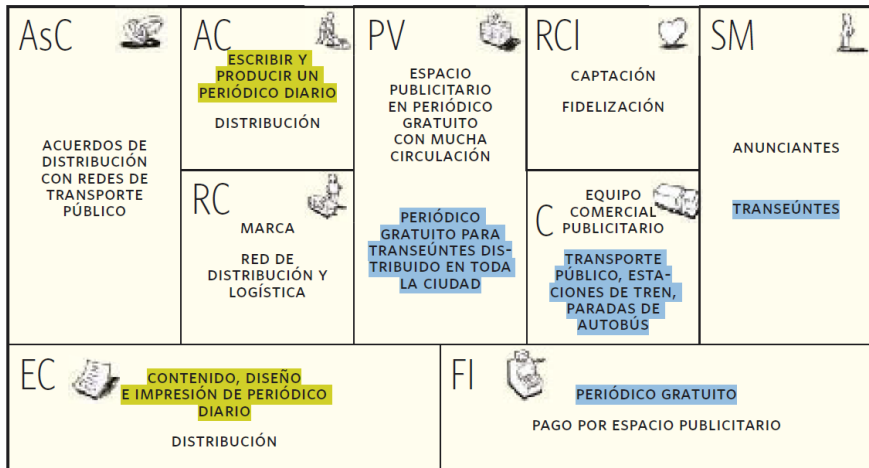 AsC
ACUERDOS DE
DISTRIBUCIÓN
CON REDES DE
TRANSPORTE
PÚBLICO
AC
ESCRIBIR Y
PRODUCIR UN
PERIÓDICO DIARIO
DISTRIBUCIÓN
RC
MARCA
RED DE
DISTRIBUCIÓN Y
LOGÍSTICA
PV
ESPACIO
PUBLICITARIO
EN PERIÓDICO
GRATUITO
CON MUCHA
CIRCULACIÓN
PERIÓDICO
GRATUITO PARA
TRANSEÚNTES DIS-
TRIBUIDO EN TODA
LA CIUDAD
RCI
CAPTACIÓN
FIDELIZACIÓN
C
EQUIPO
COMERCIAL
PUBLICITARIO
TRANSPORTE
PÚBLICO, ESTA-
CIONES DE TREN,
PARADAS DE
AUTOBÚS
SM
ANUNCIANTES
TRANSEÚNTES
EC
CONTENIDO, DISEÑO
E IMPRESIÓN DE PERIÓDICO
DIARIO
DISTRIBUCIÓN
FI
PERIÓDICO GRATUITO
PAGO POR ESPACIO PUBLICITARIO